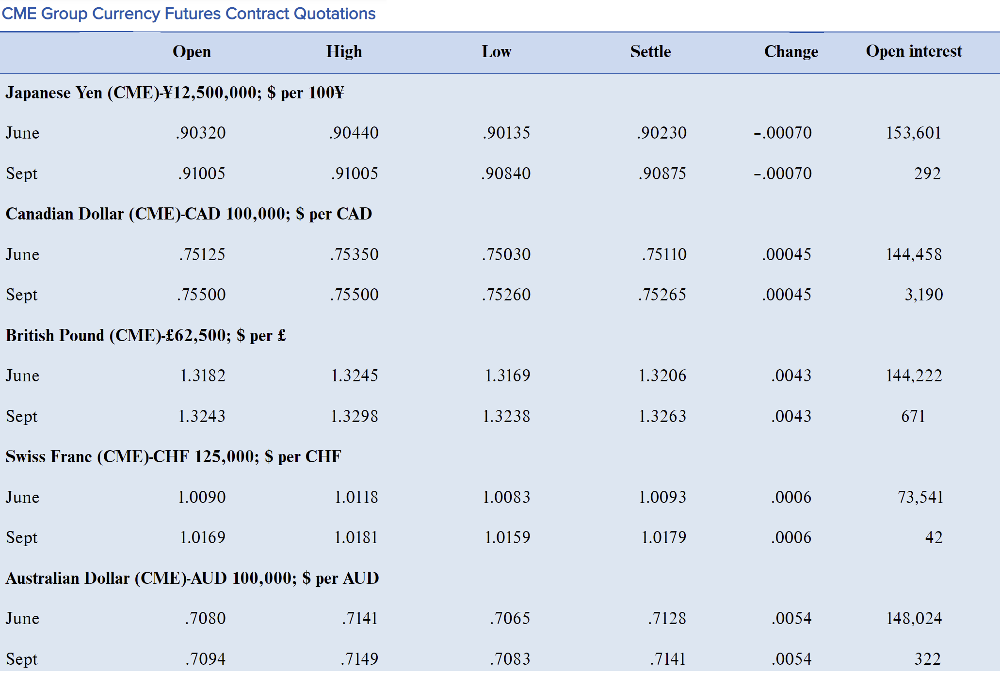 CME Group Currency Futures Contract Quotations
Open High Low Settle Change Open interest
Japanese Yen (CME)-¥12,500,000; $ per 100¥
June .90320 .90440 .90135 .90230 -.00070 153,601
Sept .91005 .91005 .90840 .90875 -.00070 292
Canadian Dollar (CME)-CAD 100,000; $ per CAD
June .75125 .75350 .75030 .75110 .00045 144,458
Sept .75500 .75500 .75260 .75265 .00045 3,190
British Pound (CME)-£62,500; $ per £
June 1.3182 1.3245 1.3169 1.3206 .0043 144,222
Sept 1.3243 1.3298 1.3238 1.3263 .0043 671
Swiss Franc (CME)-CHF 125,000; $ per CHF
June 1.0090 1.0118 1.0083 1.0093 .0006 73,541
Sept 1.0169 1.0181 1.0159 1.0179 .0006 42
Australian Dollar (CME)-AUD 100,000; $ per AUD
June .7080 .7141 .7065 .7128 .0054 148,024
Sept .7094 .7149 .7083 .7141 .0054 322